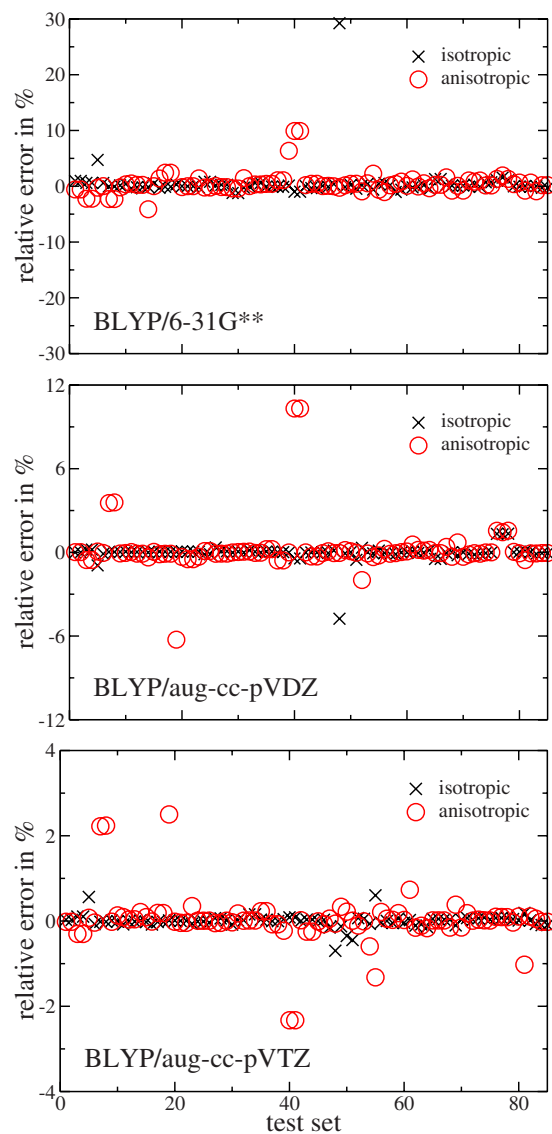 30
20
10
0
-10
-20
-30
relative error in %
isotropic
anisotropic
BLYP/6-31G**
12
6
0
-6
-12
relative error in %
isotropic
anisotropic
BLYP/aug-cc-pVDZ
4
2
0
-2
-4
relative error in %
isotropic
anisotropic
BLYP/aug-cc-pVTZ
0 20 40 60 80
test set